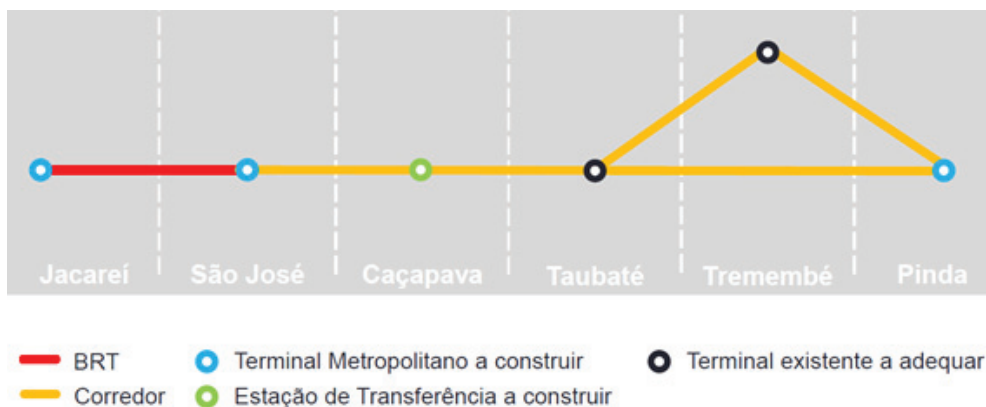 Jacareí São José Caçapava Taubaté Tremembé Pinda
BRT Terminal Metropolitano a construir Terminal existente a adequar
Corredor Estação de Transferência a construir